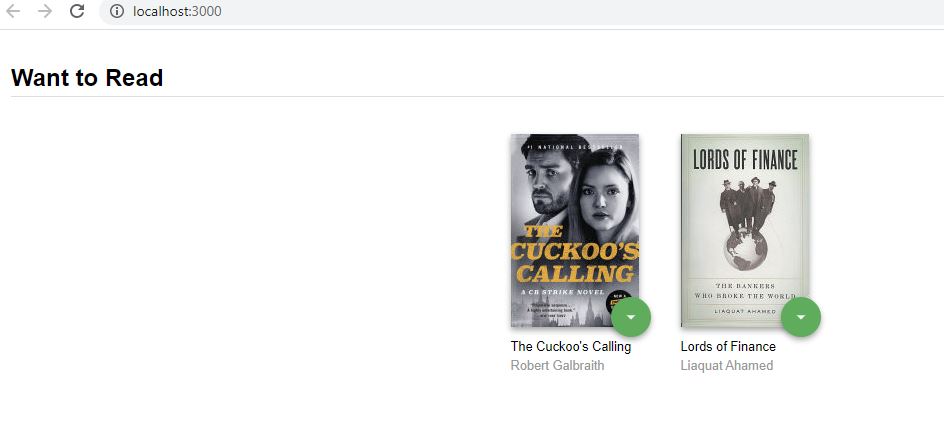 localhost:3000
Want to Read
#1 NATIONAL BESTSELLER
THE
CUCKOO'S
CALLING
A CB STRIKE NOVEL
LORDS OF FINANCE
THE BANKERS
WHO BROKE THE WORLD
LIAQUAT AHAMED
The Cuckoo's Calling
Robert Galbraith
Lords of Finance
Liaquat Ahamed